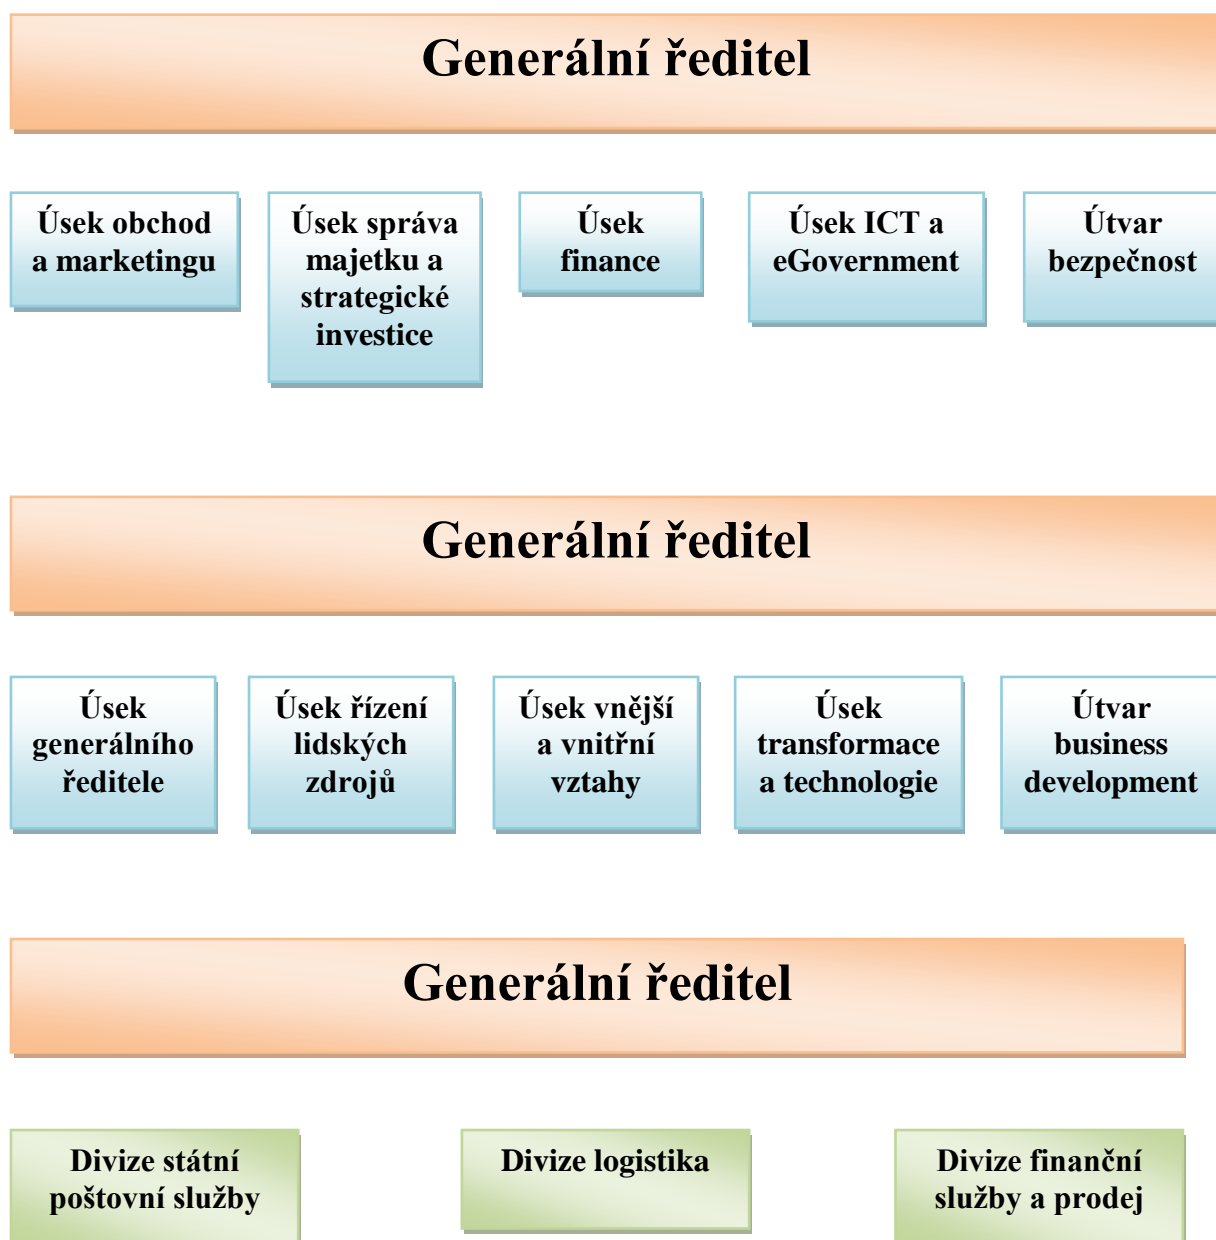 Generální ředitel
Úsek obchod
a marketingu
Úsek správa
majetku a
strategické
investice
Úsek
finance
Úsek ICT a
eGovernment
Útvar
bezpečnost
Generální ředitel
Úsek
generálního
ředitele
Úsek řízení
lidských
zdrojů
Úsek vnější
a vnitřní
vztahy
Úsek
transformace
a technologie
Útvar
business
development
Generální ředitel
Divize státní
poštovní služby
Divize logistika
Divize finanční
služby a prodej